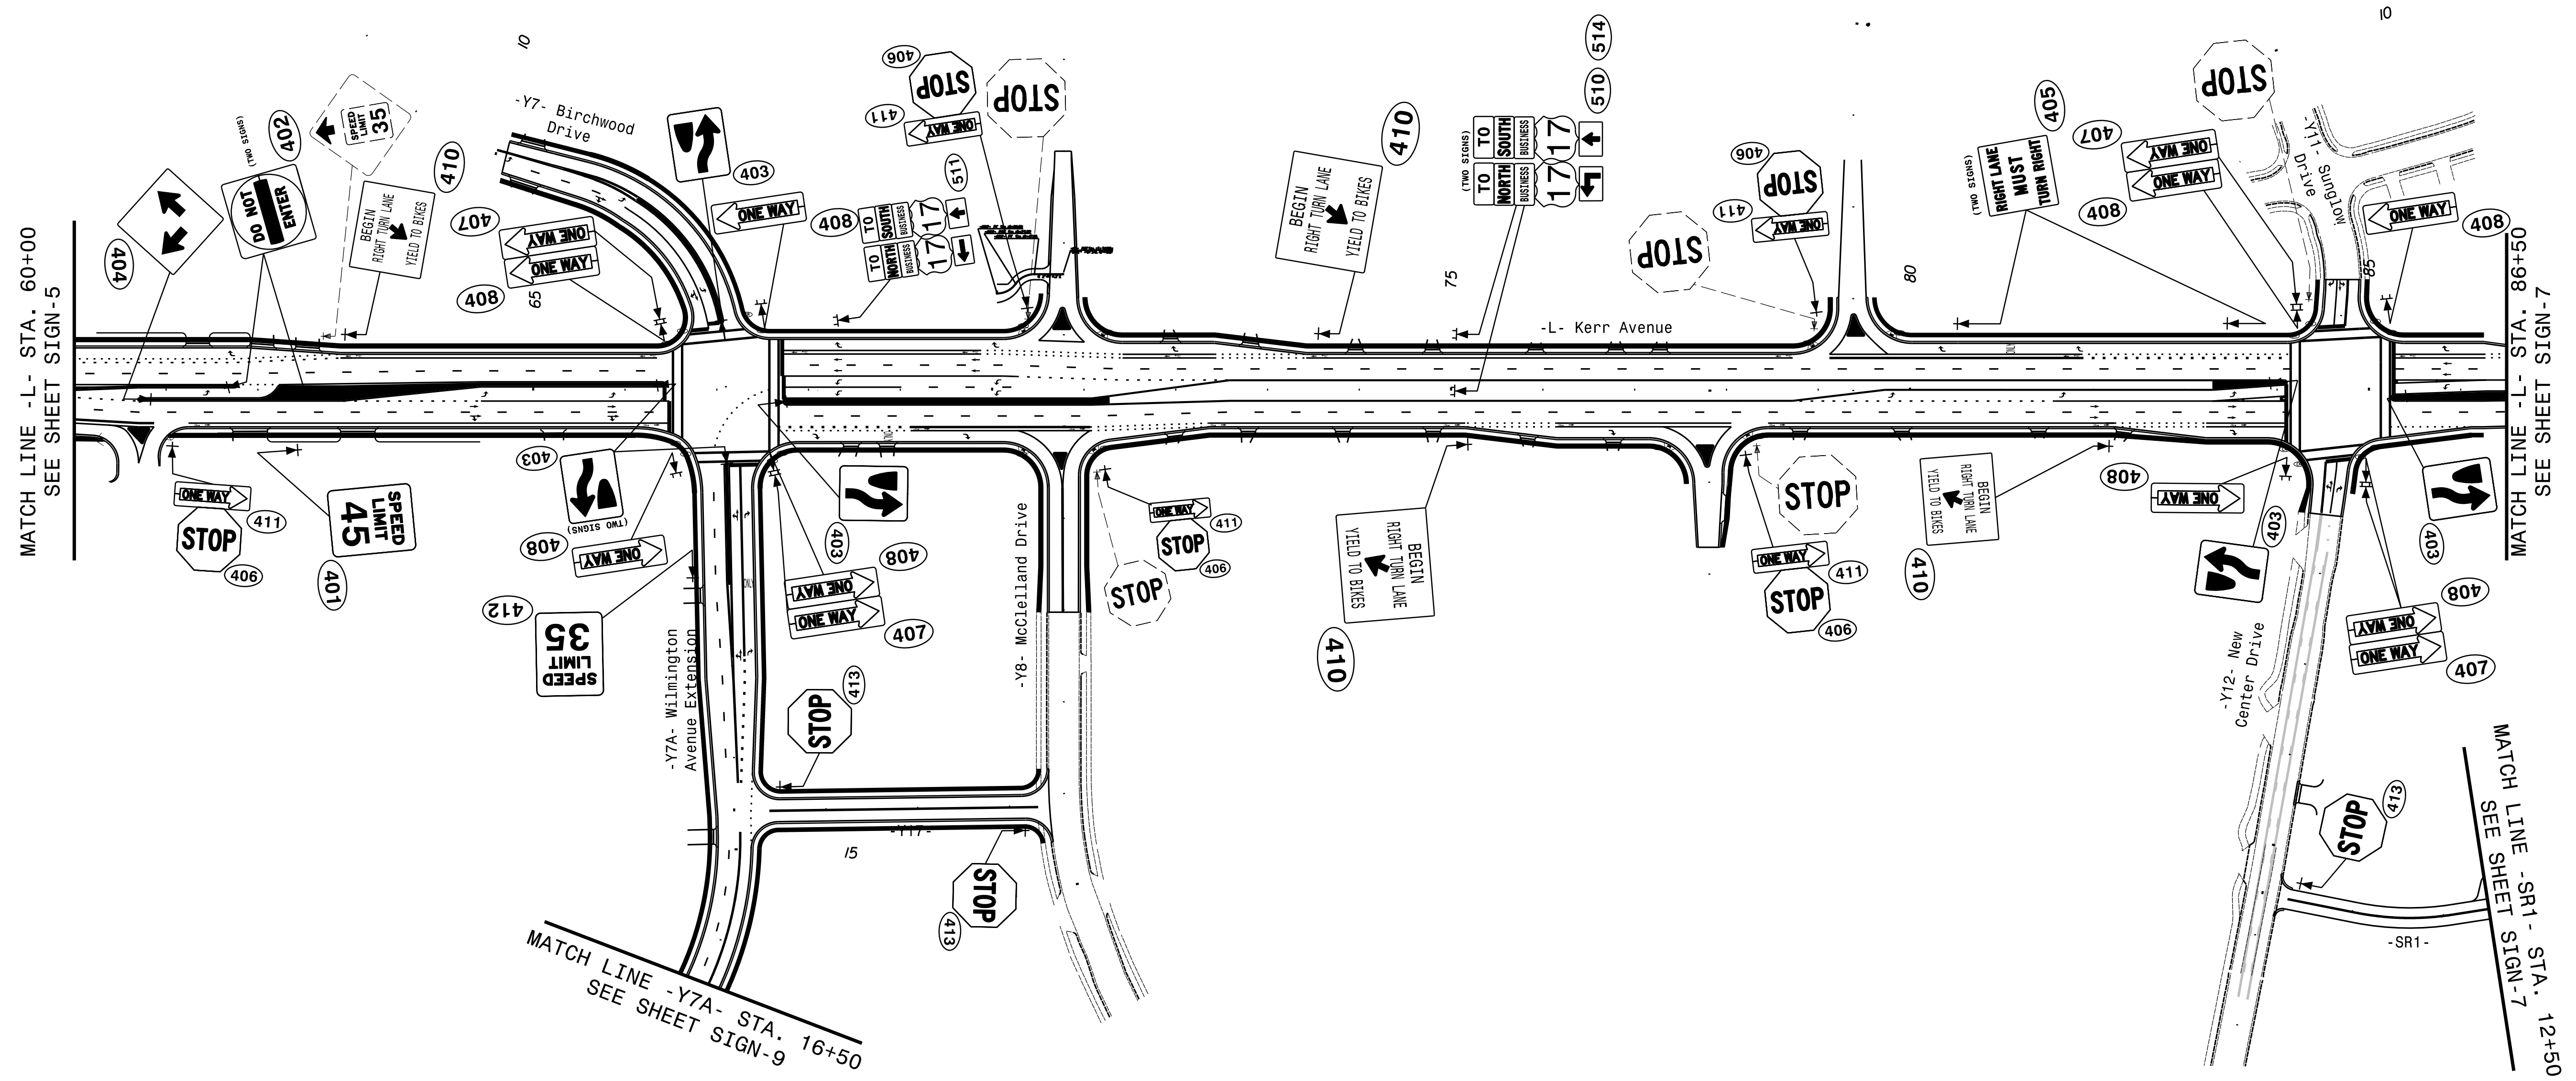 MATCH LINE -L- STA. 60+00
SEE SHEET SIGN-5
404
DO NOT
ENTER
(TWO SIGNS)
402
SPEED
LIMIT
35
BEGIN
RIGHT TURN LANE
YIELD TO BIKES
410
10
-Y7- Birchwood
Drive
407
ONE WAY
ONE WAY
408
65
403
ONE WAY
408
TO
SOUTH
BUSINESS
17
TO
NORTH
BUSINESS
17
511
406
STOP
411
ONE WAY
STOP
BEGIN
RIGHT TURN LANE
YIELD TO BIKES
410
75
(TWO SIGNS)
TO
SOUTH
BUSINESS
17
TO
NORTH
BUSINESS
17
510
514
-L- Kerr Avenue
STOP
406
STOP
411
ONE WAY
80
(TWO SIGNS)
RIGHT LANE
MUST
TURN RIGHT
405
407
ONE WAY
ONE WAY
408
STOP
-Y11- Sunglow
Drive
10
85
ONE WAY
408
MATCH LINE -L- STA. 86+50
SEE SHEET SIGN-7
ONE WAY
411
STOP
406
SPEED
LIMIT
45
401
403
(TWO SIGNS)
408
ONE WAY
412
SPEED
LIMIT
35
-Y7A- Wilmington
Avenue Extension
ONLY
ONLY
ONLY
403
408
ONE WAY
ONE WAY
407
STOP
413
-Y17-
15
STOP
413
-Y8- McClelland Drive
ONE WAY
411
STOP
406
STOP
BEGIN
RIGHT TURN LANE
YIELD TO BIKES
410
STOP
ONE WAY
411
STOP
406
BEGIN
RIGHT TURN LANE
YIELD TO BIKES
410
408
ONE WAY
403
-Y12- New
Center Drive
403
408
ONE WAY
ONE WAY
407
STOP
413
-SR1-
MATCH LINE -SR1- STA. 12+50
SEE SHEET SIGN-7
MATCH LINE -Y7A- STA. 16+50
SEE SHEET SIGN-9